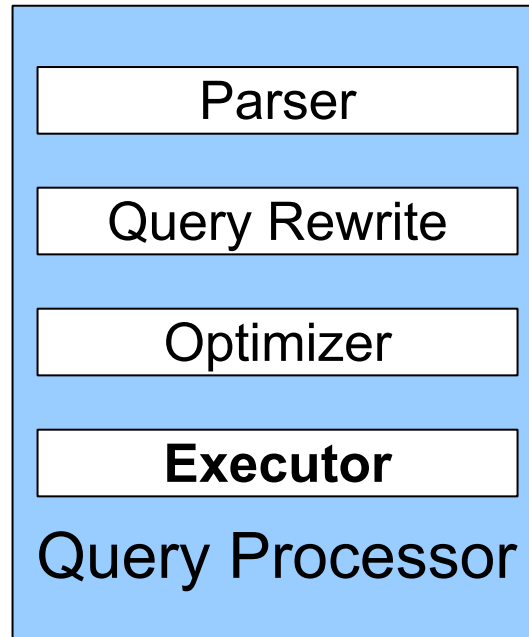 Parser
Query Rewrite
Optimizer
Executor
Query Processor